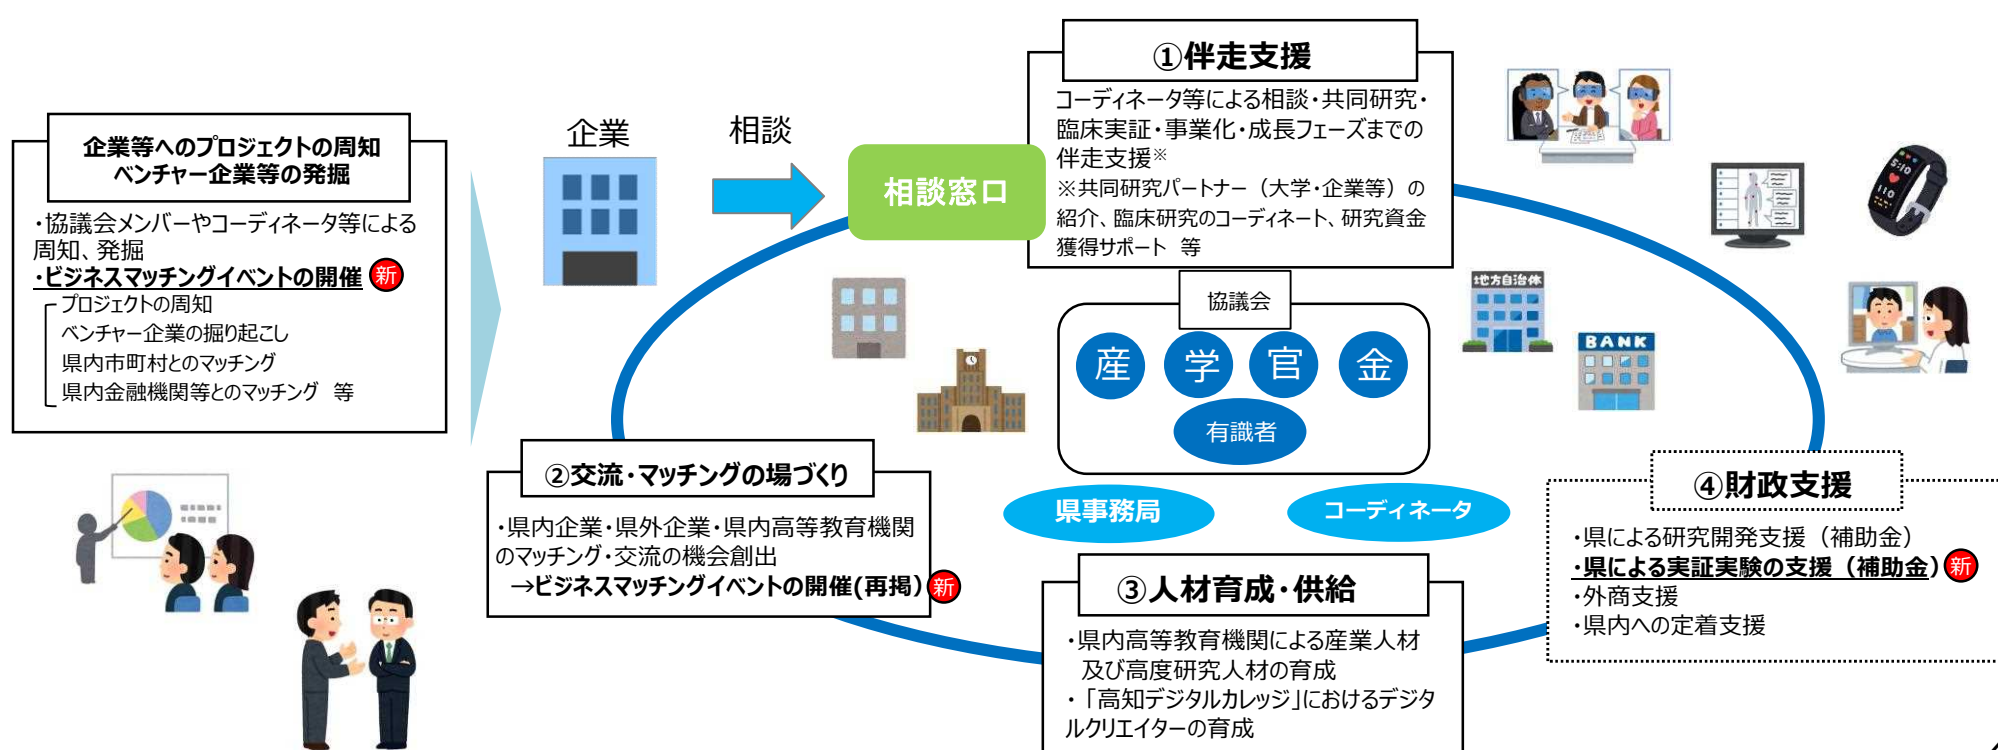 企業等へのプロジェクトの周知
ベンチャー企業等の発掘
・協議会メンバーやコーディネータ等による
周知、発掘
・ビジネスマッチングイベントの開催 新
プロジェクトの周知
ベンチャー企業の掘り起こし
県内市町村とのマッチング
県内金融機関等とのマッチング 等
企業
相談
相談窓口
①伴走支援
コーディネータ等による相談・共同研究・
臨床実証・事業化・成長フェーズまでの
伴走支援※
※共同研究パートナー（大学・企業等）の
紹介、臨床研究のコーディネート、研究資金
獲得サポート 等
協議会
産 学 官 金
有識者
県事務局
コーディネータ
地方自治体
BANK
5:10
110
②交流・マッチングの場づくり
・県内企業・県外企業・県内高等教育機関
のマッチング・交流の機会創出
→ビジネスマッチングイベントの開催(再掲） 新
③人材育成・供給
・県内高等教育機関による産業人材
及び高度研究人材の育成
・「高知デジタルカレッジ」におけるデジタ
ルクリエイターの育成
④財政支援
・県による研究開発支援（補助金）
・県による実証実験の支援（補助金） 新
・外商支援
・県内への定着支援